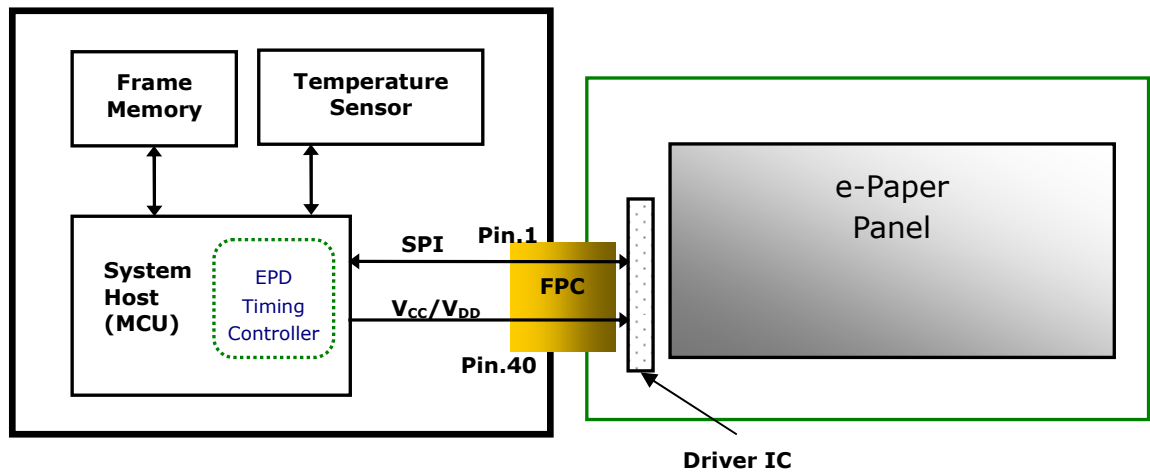 Frame
Memory
Temperature
Sensor
System
Host
(MCU)
EPD
Timing
Controller
SPI
VCC/VDD
Pin.1
FPC
Pin.40
e-Paper
Panel
Driver IC